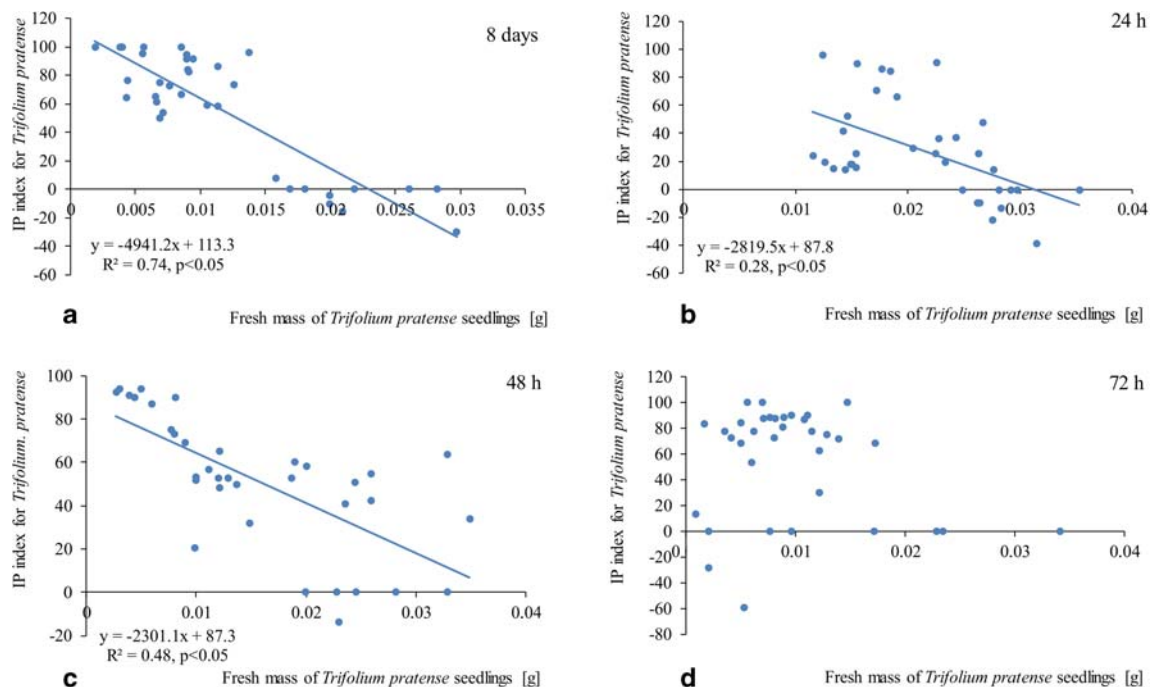 120
100
80
60
40
20
0
-20
-40
-60
IP index for Trifolium pratense
8 days
0 0.005 0.01 0.015 0.02 0.025 0.03 0.035
y = -4941.2x + 113.3
R² = 0.74, p<0.05
a
Fresh mass of Trifolium pratense seedlings [g]
120
100
80
60
40
20
0
-20
-40
-60
IP index for Trifolium pratense
24 h
0 0.01 0.02 0.03 0.04
y = -2819.5x + 87.8
R² = 0.28, p<0.05
b
Fresh mass of Trifolium pratense seedlings [g]
100
80
60
40
20
0
-20
IP index for Trifolium. pratense
48 h
0 0.01 0.02 0.03 0.04
y = -2301.1x + 87.3
R² = 0.48, p<0.05
c
Fresh mass of Trifolium pratense seedlings [g]
120
100
80
60
40
20
0
-20
-40
-60
-80
IP index for Trifolium pratense
72 h
0 0.01 0.02 0.03 0.04
d
Fresh mass of Trifolium pratense seedlings [g]